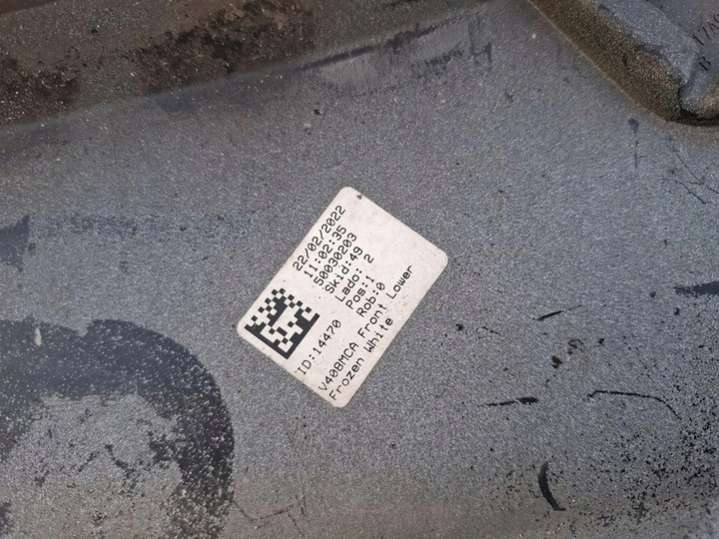 22/02/2022
11:02:35
50030203
Skid:49
Lado: 2
Pos:1
Rob:0
ID:14470
V408MCA Front Lower
Frozen White